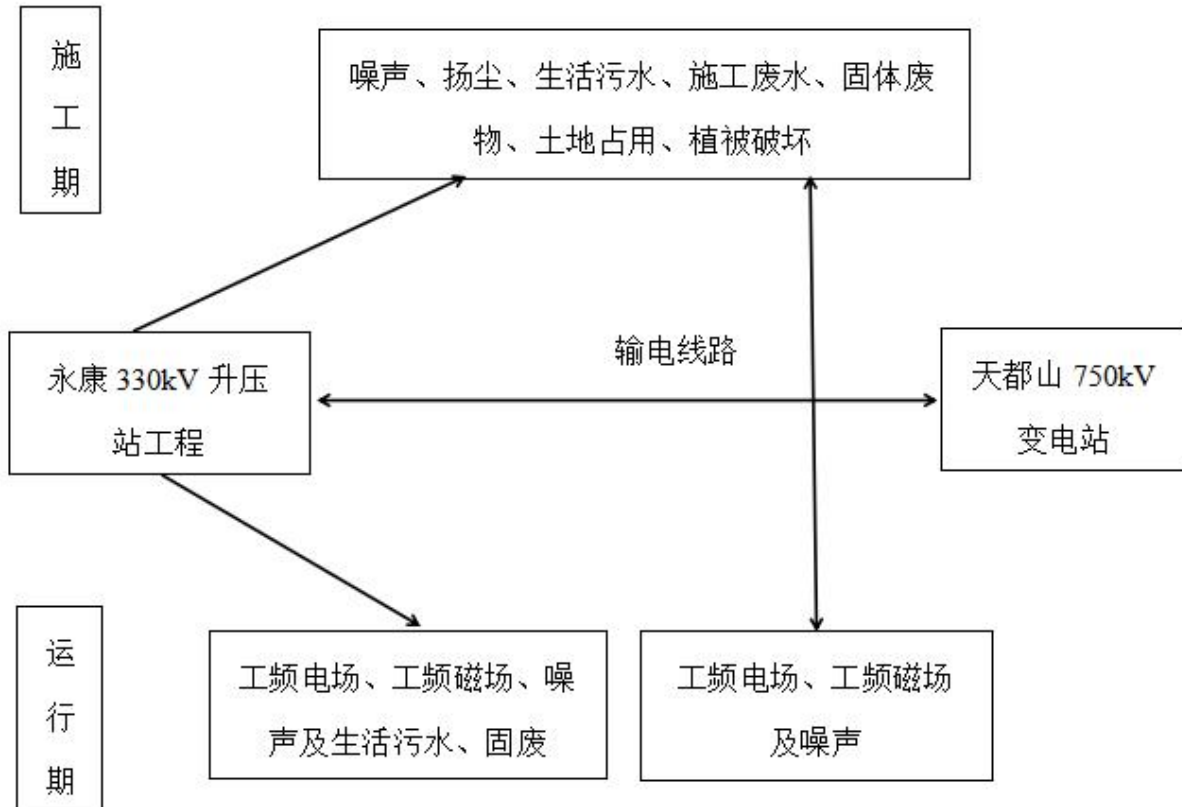 施
工
期
噪声、扬尘、生活污水、施工废水、固体废
物、土地占用、植被破坏
永康 330kV 升压
站工程
输电线路
天都山 750kV
变电站
运
行
期
工频电场、工频磁场、噪
声及生活污水、固废
工频电场、工频磁场
及噪声